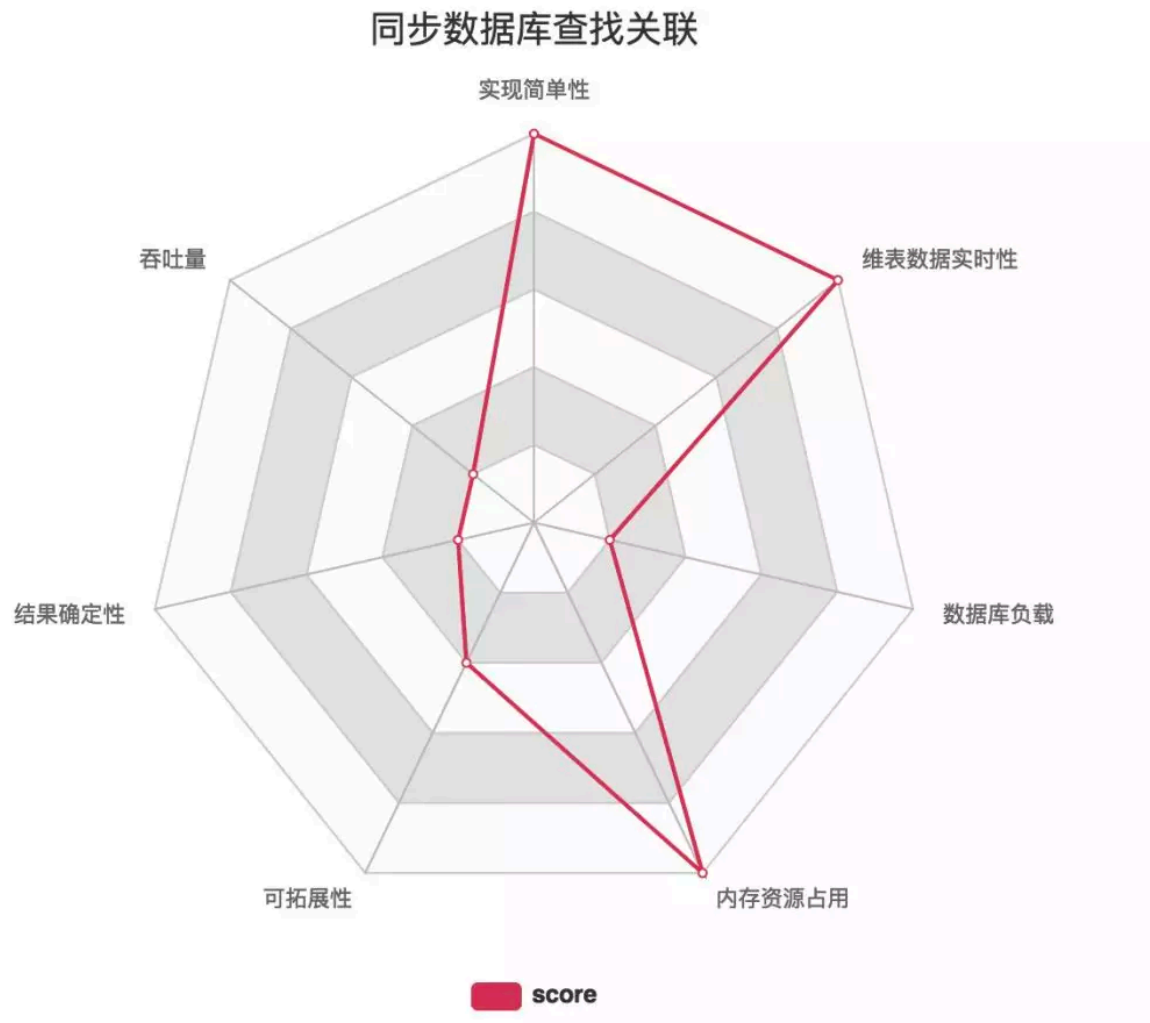 同步数据库查找关联
实现简单性
吞吐量
维表数据实时性
结果确定性
数据库负载
可拓展性
内存资源占用
score